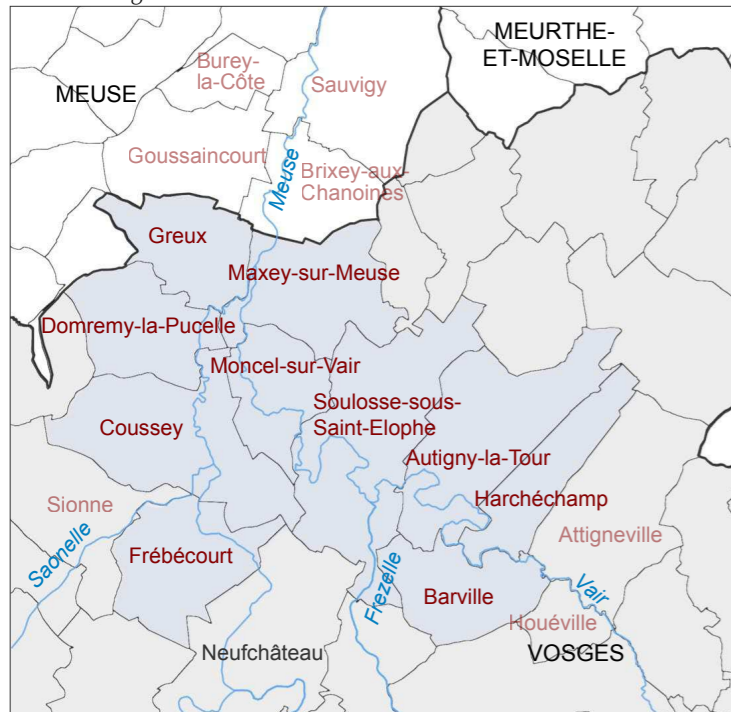 MEURTHE-
ET-MOSELLE
Burey-
la-Côte
MEUSE
Sauvigy
Goussaincourt
Meuse
Brixey-aux-
Chanoines
Greux
Maxey-sur-Meuse
Domremy-la-Pucelle
Moncel-sur-Vair
Soulosse-sous-
Saint-Elophe
Coussey
Autigny-la-Tour
Harchéchamp
Sionne
Attigneville
Saonelle
Frébécourt
Frezelle
Barville
Vair
Houéville
Neufchâteau
VOSGES